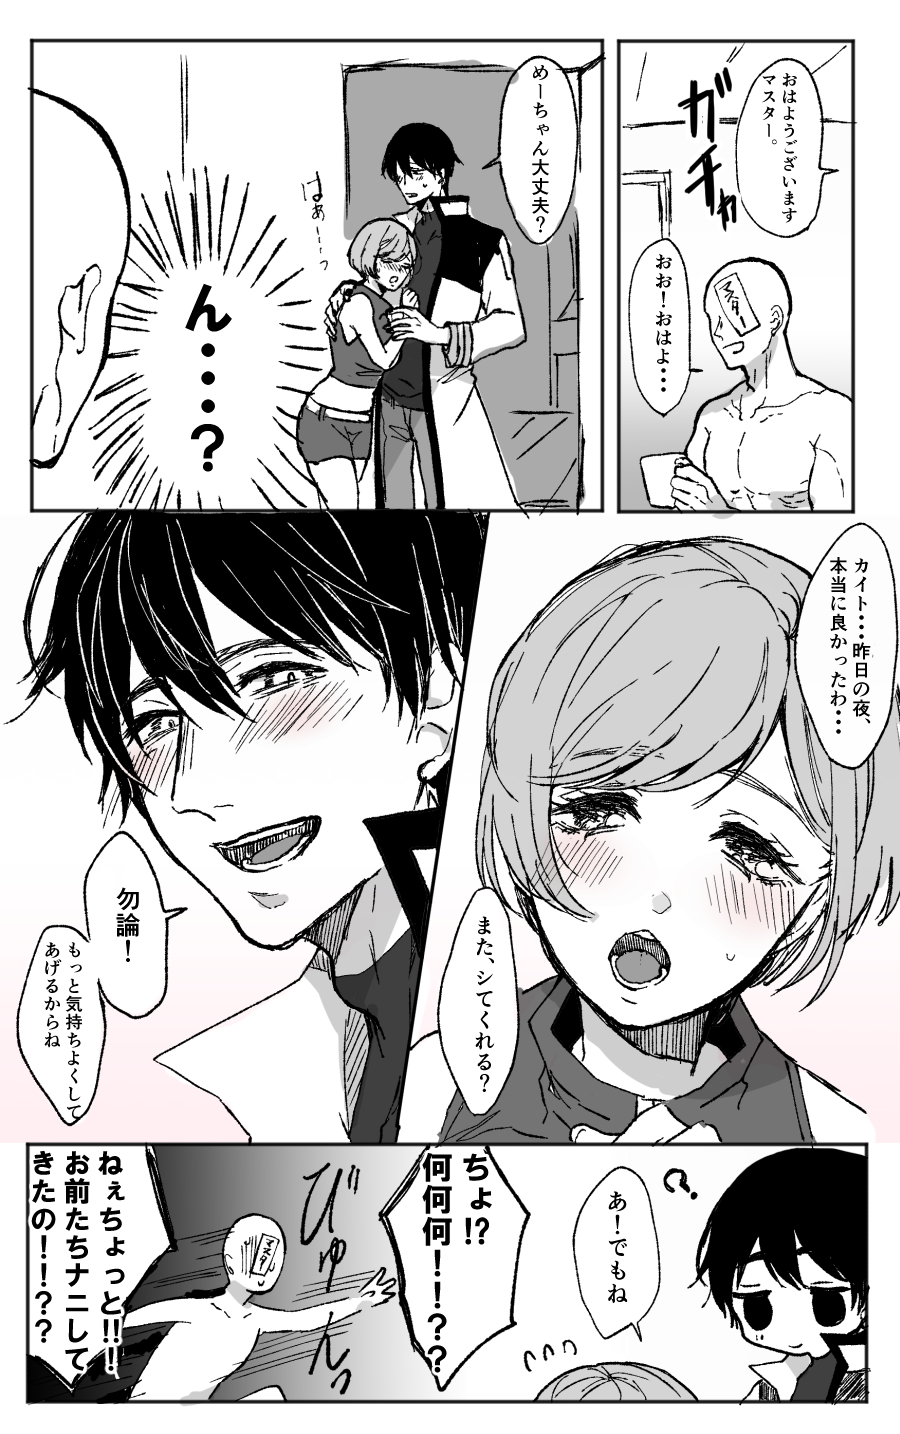 おはようございます
マスター。
ガチャ
マスター
おお！おはよ・・・
めーちゃん大丈夫？
はぁーっ
ん・・・・？
カイト・・・昨日の夜、
本当に良かったわ・・・
また、シてくれる？
勿論！
もっと気持ちよくして
あげるからね
？
あ！でもね
ちょ!?
何何何！！？？
びゅんっ
マスター
ねぇちょっと!!!
お前たちナニして
きたの！！？？